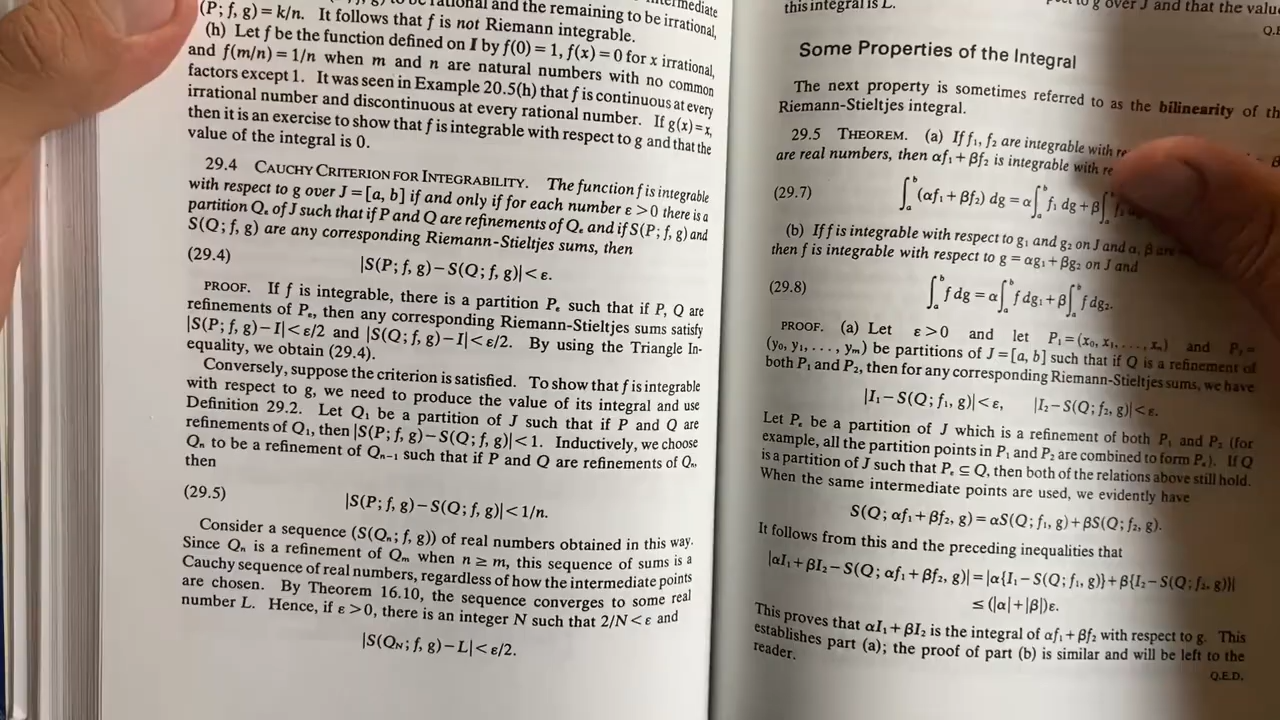 rational and the remaining to be irrational,
(P; f, g) = k/n. It follows that f is not Riemann integrable.
(h) Let f be the function defined on I by f(0) = 1, f(x) = 0 for x irrational,
and f(m/n) = 1/n when m and n are natural numbers with no common
factors except 1. It was seen in Example 20.5(h) that f is continuous at every
irrational number and discontinuous at every rational number. If g(x) = x,
then it is an exercise to show that f is integrable with respect to g and that the
value of the integral is 0.
29.4 CAUCHY CRITERION FOR INTEGRABILITY. The function f is integrable
with respect to g over J = [a, b] if and only if for each number ε > 0 there is a
partition Qε of J such that if P and Q are refinements of Qε and if S(P; f, g) and
S(Q; f, g) are any corresponding Riemann-Stieltjes sums, then
(29.4) |S(P; f, g) − S(Q; f, g)| < ε.
PROOF. If f is integrable, there is a partition Pε such that if P, Q are
refinements of Pε, then any corresponding Riemann-Stieltjes sums satisfy
|S(P; f, g) − I| < ε/2 and |S(Q; f, g) − I| < ε/2. By using the Triangle In-
equality, we obtain (29.4).
Conversely, suppose the criterion is satisfied. To show that f is integrable
with respect to g, we need to produce the value of its integral and use
Definition 29.2. Let Q₁ be a partition of J such that if P and Q are
refinements of Q₁, then |S(P; f, g) − S(Q; f, g)| < 1. Inductively, we choose
Qₙ to be a refinement of Qₙ₋₁ such that if P and Q are refinements of Qₙ,
then
(29.5) |S(P; f, g) − S(Q; f, g)| < 1/n.
Consider a sequence (S(Qₙ; f, g)) of real numbers obtained in this way.
Since Qₙ is a refinement of Qₘ when n ≥ m, this sequence of sums is a
Cauchy sequence of real numbers, regardless of how the intermediate points
are chosen. By Theorem 16.10, the sequence converges to some real
number L. Hence, if ε > 0, there is an integer N such that 2/N < ε and
|S(Q_N; f, g) − L| < ε/2.
g over J and that the
this integral is L.
Some Properties of the Integral
The next property is sometimes referred to as the bilinearity of
Riemann-Stieltjes integral.
29.5 THEOREM. (a) If f₁, f₂ are integrable with
are real numbers, then αf₁ + βf₂ is integrable with
(29.7) ∫ₐᵇ (αf₁ + βf₂) dg = α∫ₐᵇ f₁ dg + β∫ₐᵇ
(b) If f is integrable with respect to g₁ and g₂ on J and α, β are
then f is integrable with respect to g = αg₁ + βg₂ on J and
(29.8) ∫ₐᵇ f dg = α∫ₐᵇ f dg₁ + β∫ₐᵇ f dg₂.
PROOF. (a) Let ε > 0 and let P₁ = (x₀, x₁, . . . , xₙ) and P₂ =
(y₀, y₁, . . . , yₘ) be partitions of J = [a, b] such that if Q is a refinement of
both P₁ and P₂, then for any corresponding Riemann-Stieltjes sums, we have
|I₁ − S(Q; f₁, g)| < ε, |I₂ − S(Q; f₂, g)| < ε.
Let Pε be a partition of J which is a refinement of both P₁ and P₂ (for
example, all the partition points in P₁ and P₂ are combined to form Pε). If Q
is a partition of J such that Pε ⊆ Q, then both of the relations above still hold.
When the same intermediate points are used, we evidently have
S(Q; αf₁ + βf₂, g) = αS(Q; f₁, g) + βS(Q; f₂, g).
It follows from this and the preceding inequalities that
|αI₁ + βI₂ − S(Q; αf₁ + βf₂, g)| = |α{I₁ − S(Q; f₁, g)} + β{I₂ − S(Q; f₂, g)}|
≤ (|α| + |β|)ε.
This proves that αI₁ + βI₂ is the integral of αf₁ + βf₂ with respect to g. This
establishes part (a); the proof of part (b) is similar and will be left to the
reader.
Q.E.D.